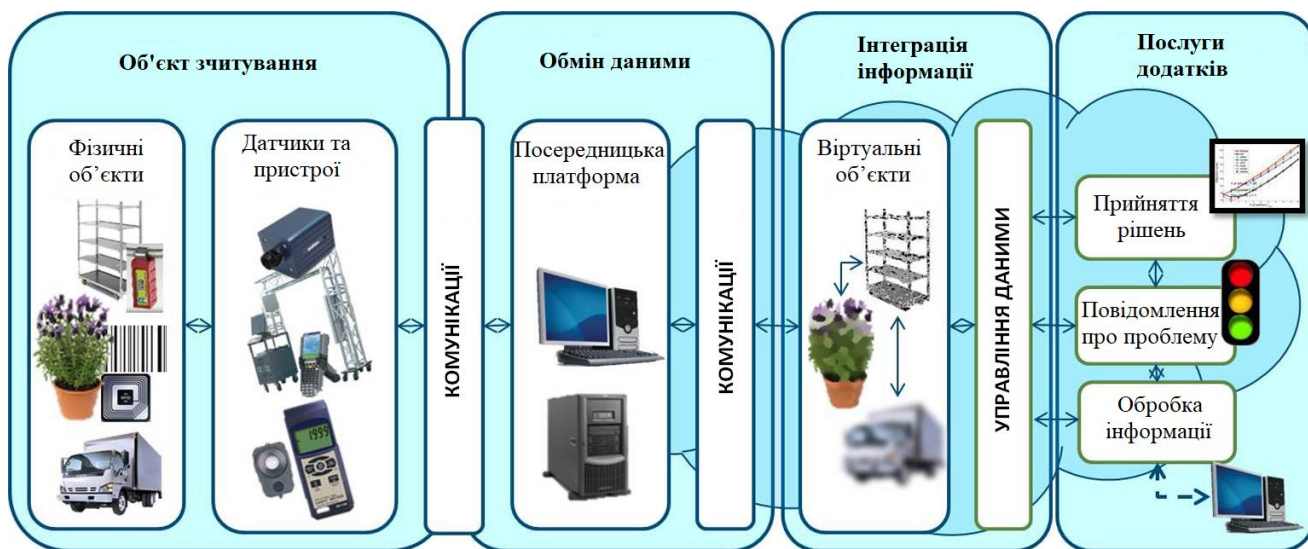 Об'єкт зчитування
Обмін даними
Інтеграція
інформації
Послуги
додатків
Фізичні
об’єкти
Датчики та
пристрої
КОМУНІКАЦІЇ
Посередницька
платформа
КОМУНІКАЦІЇ
Віртуальні
об’єкти
УПРАВЛІННЯ ДАНИМИ
Прийняття
рішень
Повідомлення
про проблему
Обробка
інформації
1999